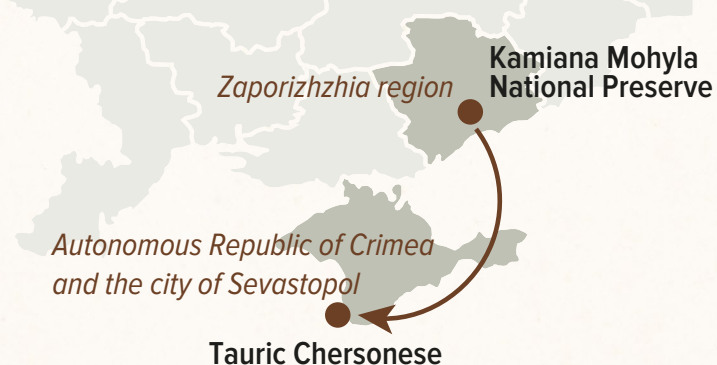 Kamiana Mohyla
National Preserve
Zaporizhzhia region
Autonomous Republic of Crimea
and the city of Sevastopol
Tauric Chersonese